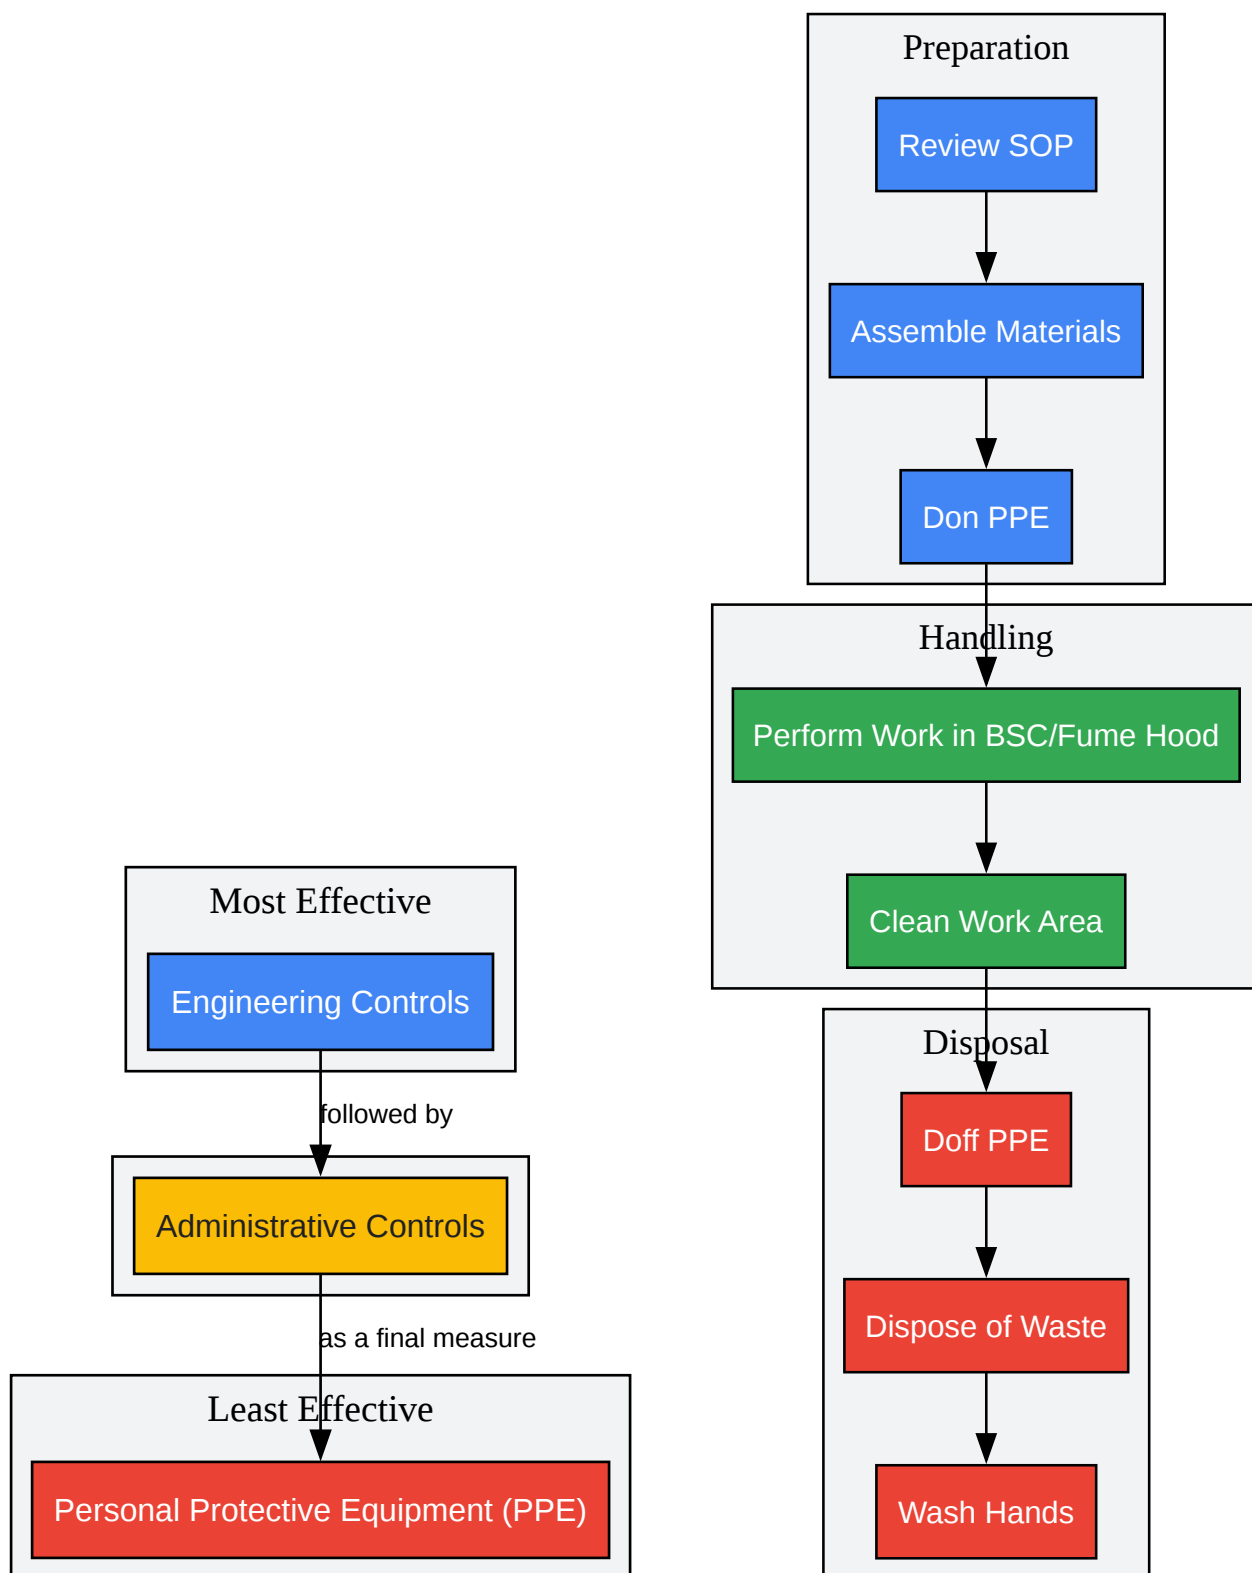 Most Effective
Engineering Controls
followed by
Administrative Controls
as a final measure
Least Effective
Personal Protective Equipment (PPE)
Preparation
Review SOP
Assemble Materials
Don PPE
Handling
Perform Work in BSC/Fume Hood
Clean Work Area
Disposal
Doff PPE
Dispose of Waste
Wash Hands